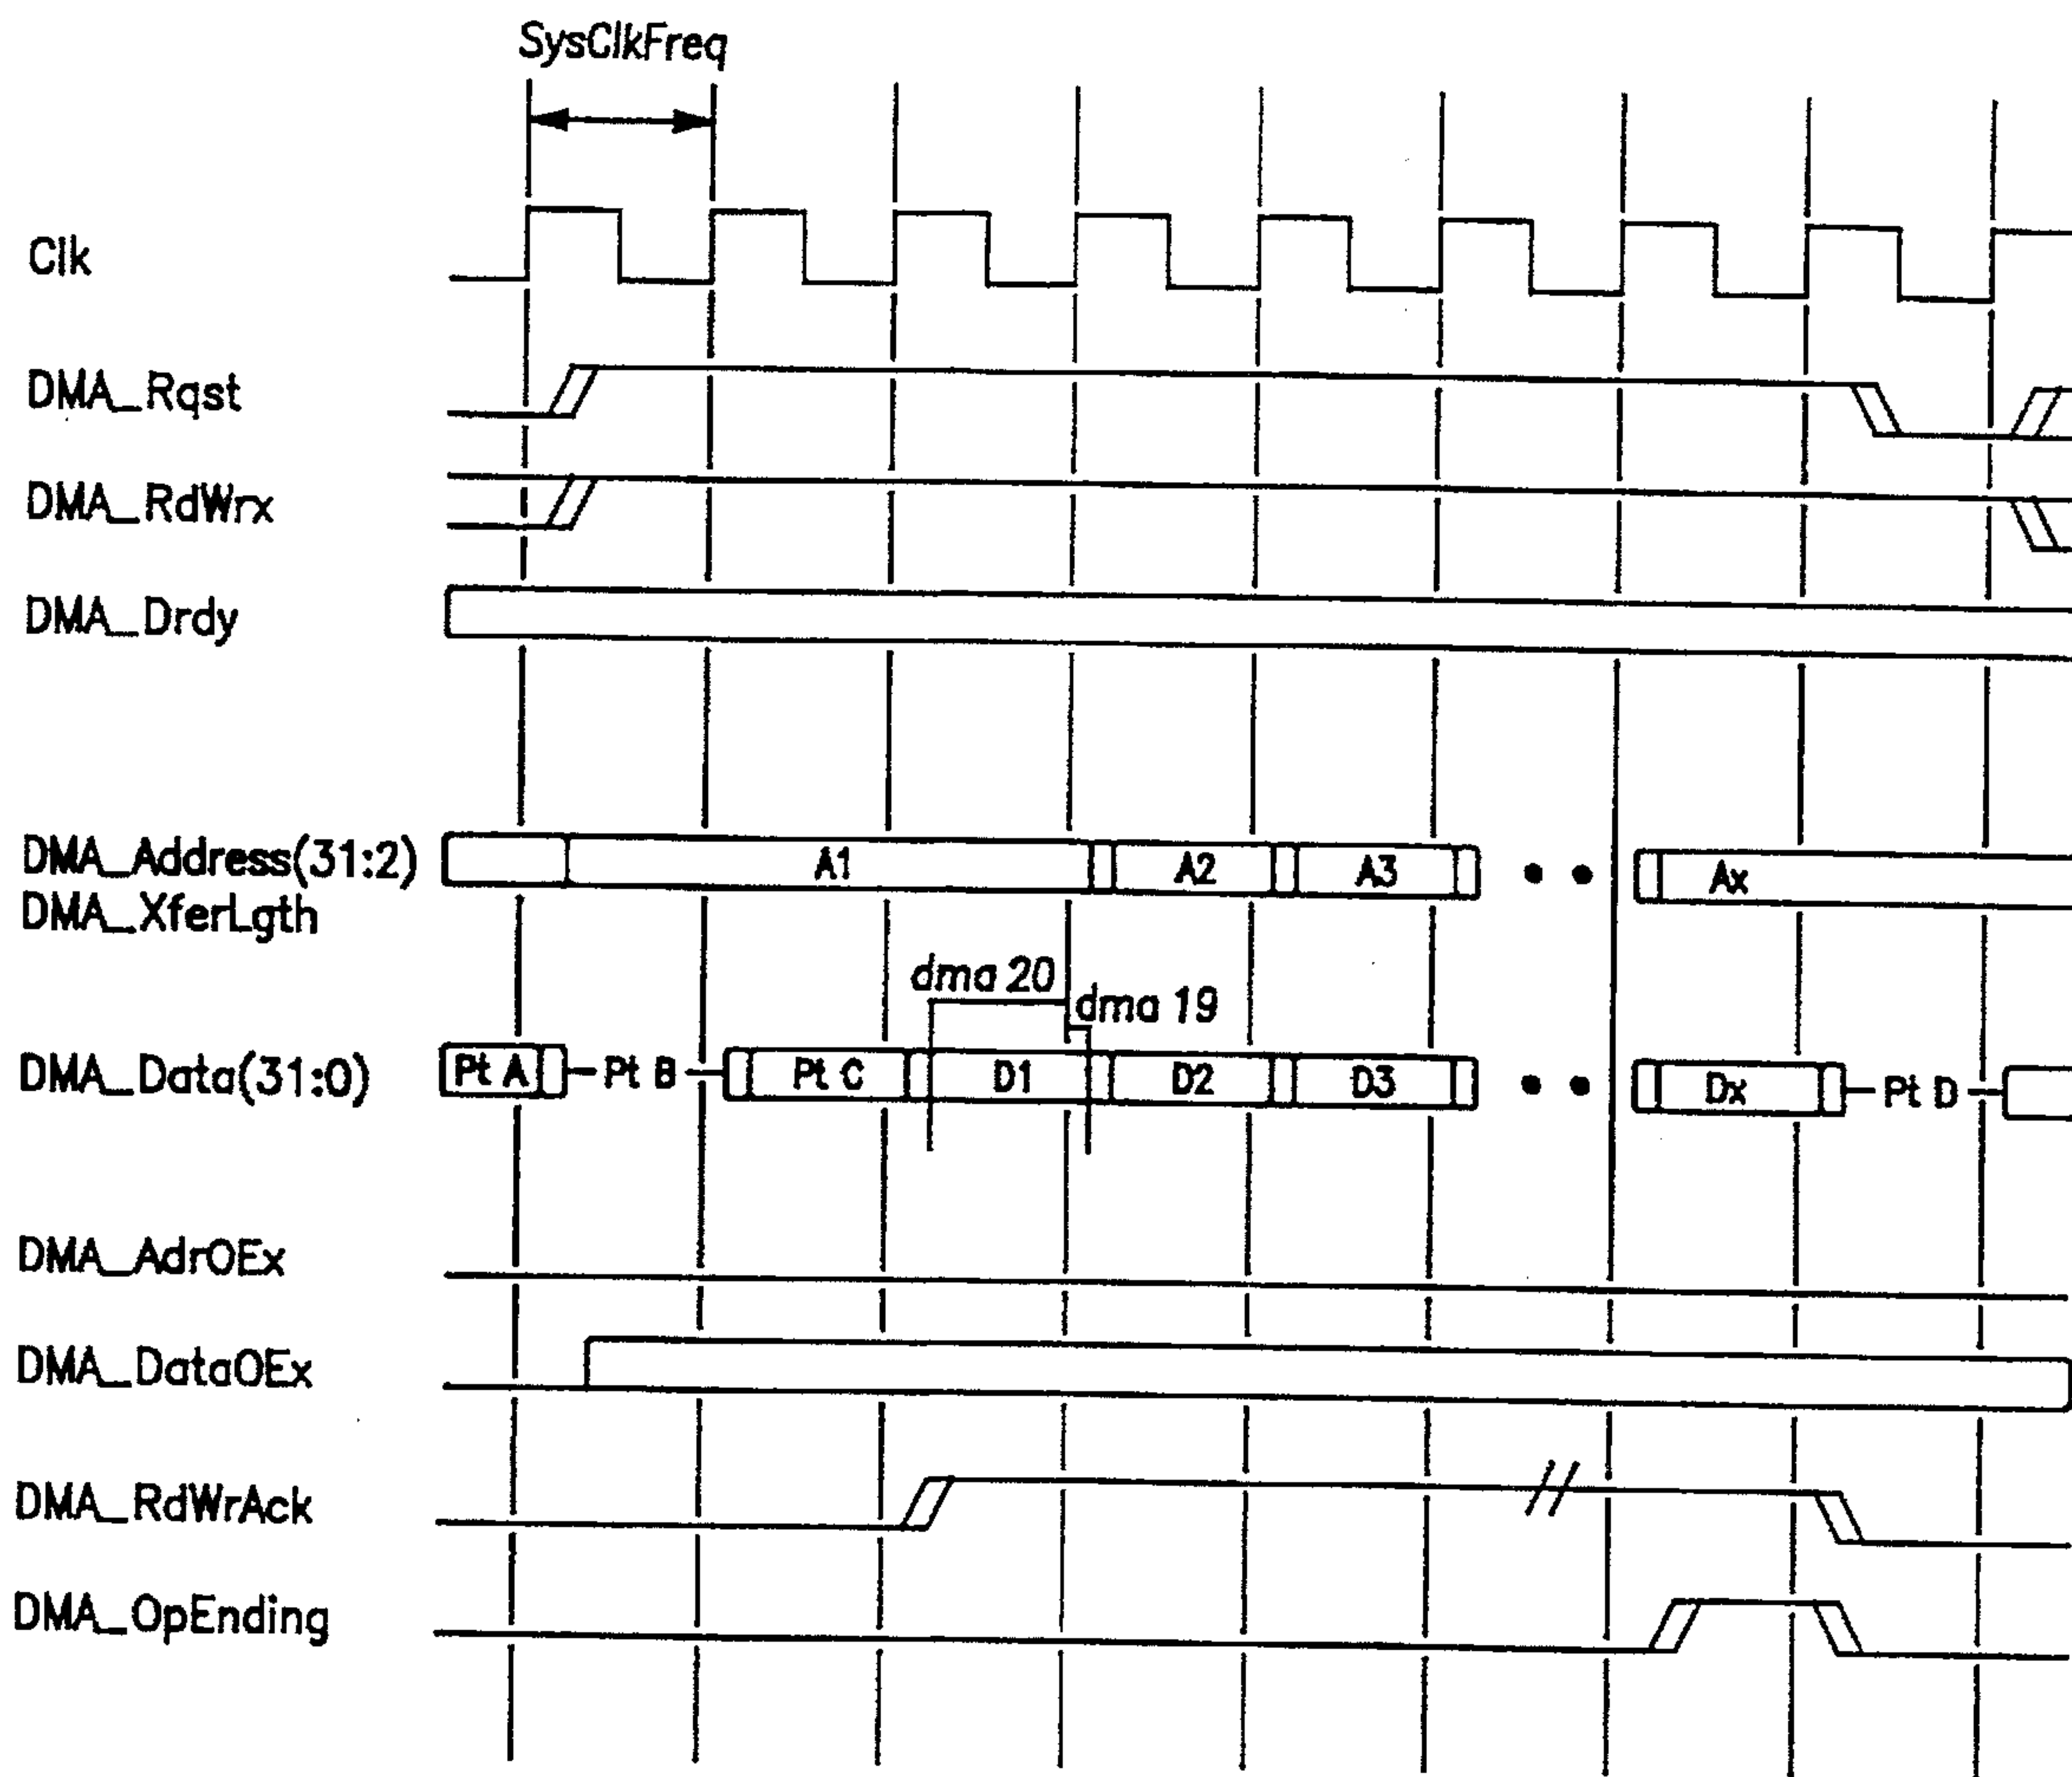 SysClkFreq
Clk
DMA_Rqst
DMA_RdWrx
DMA_Drdy
DMA_Address(31:2) A1 A2 A3 Ax
DMA_XferLgth
dma 20
dma 19
DMA_Data(31:0) Pt A Pt B Pt C D1 D2 D3 Dx Pt D
DMA_AdrOEx
DMA_DataOEx
DMA_RdWrAck
DMA_OpEnding